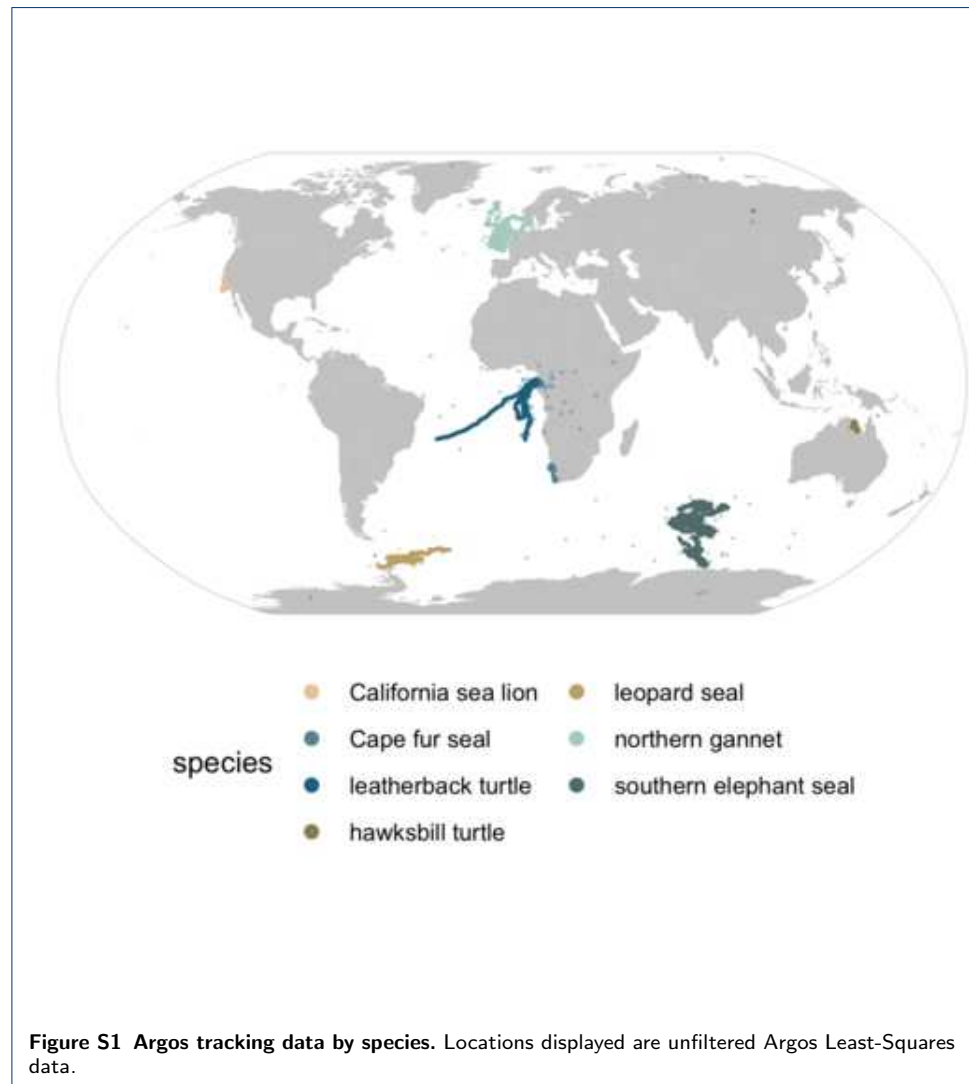 California sea lion
leopard seal
Cape fur seal
northern gannet
species
leatherback turtle
southern elephant seal
hawksbill turtle
Figure S1 Argos tracking data by species. Locations displayed are unfiltered Argos Least-Squares
data.